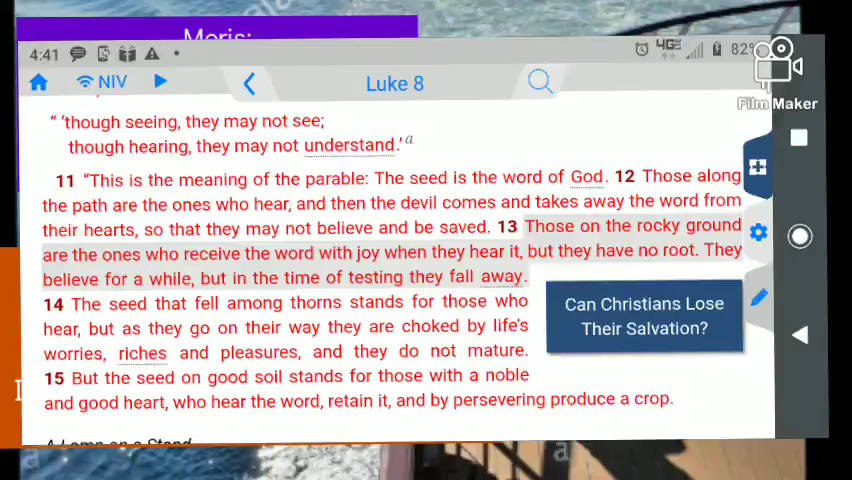 Meris:
4:41
4G
82%
Film Maker
NIV
Luke 8
“ ‘though seeing, they may not see;
though hearing, they may not understand.’a
11 “This is the meaning of the parable: The seed is the word of God. 12 Those along
the path are the ones who hear, and then the devil comes and takes away the word from
their hearts, so that they may not believe and be saved. 13 Those on the rocky ground
are the ones who receive the word with joy when they hear it, but they have no root. They
believe for a while, but in the time of testing they fall away.
14 The seed that fell among thorns stands for those who
hear, but as they go on their way they are choked by life's
worries, riches and pleasures, and they do not mature.
15 But the seed on good soil stands for those with a noble
and good heart, who hear the word, retain it, and by persevering produce a crop.
Can Christians Lose
Their Salvation?
A Lamp on a Stand